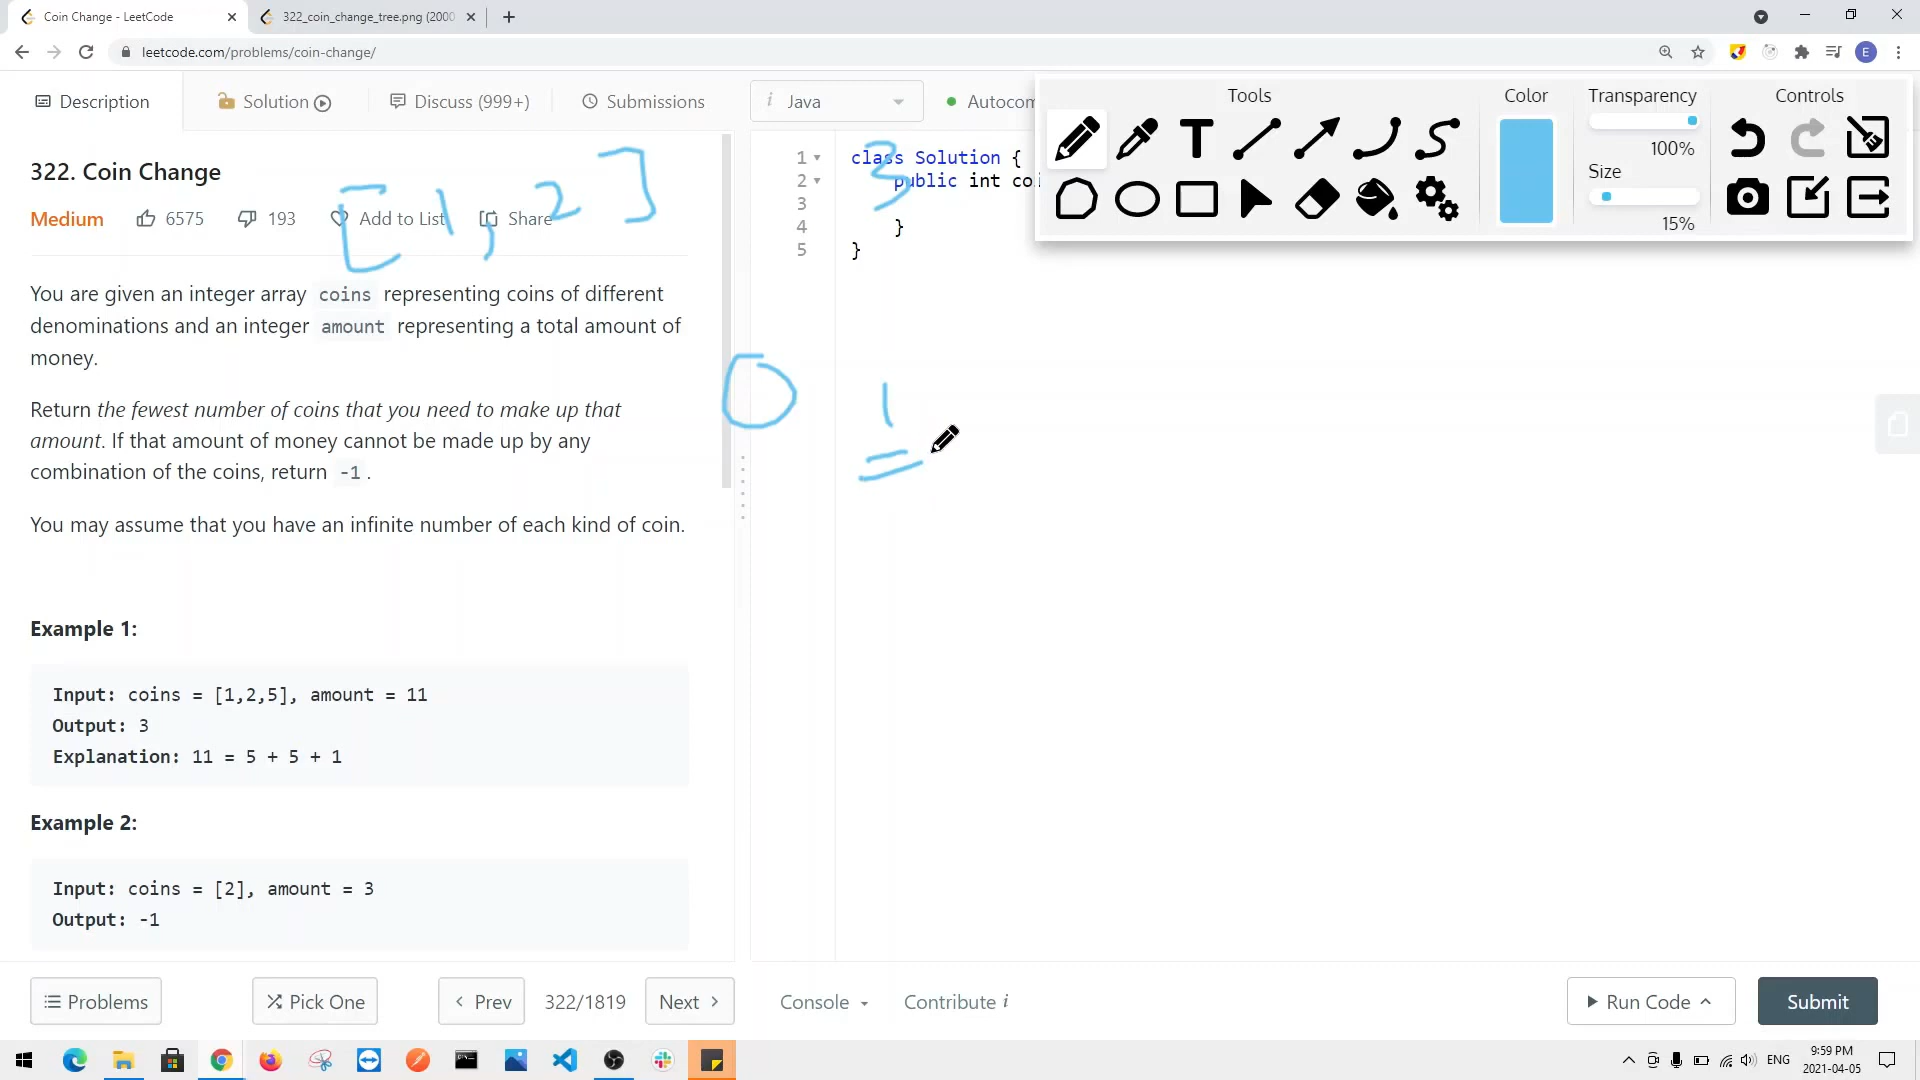 Coin Change - LeetCode
322_coin_change_tree.png (2000
leetcode.com/problems/coin-change/
E
Description
Solution
Discuss (999+)
Submissions
i Java
Autocom
Tools
Color
Transparency
100%
Size
15%
Controls
322. Coin Change
Medium
6575
193
Add to List
Share
[1, 2]
3
1 class Solution {
2 public int coi
3
4 }
5 }
You are given an integer array coins representing coins of different
denominations and an integer amount representing a total amount of
money.
Return the fewest number of coins that you need to make up that
amount. If that amount of money cannot be made up by any
combination of the coins, return -1.
You may assume that you have an infinite number of each kind of coin.
0 1
Example 1:
Input: coins = [1,2,5], amount = 11
Output: 3
Explanation: 11 = 5 + 5 + 1
Example 2:
Input: coins = [2], amount = 3
Output: -1
Problems
Pick One
Prev
322/1819
Next
Console
Contribute i
Run Code
Submit
ENG
9:59 PM
2021-04-05